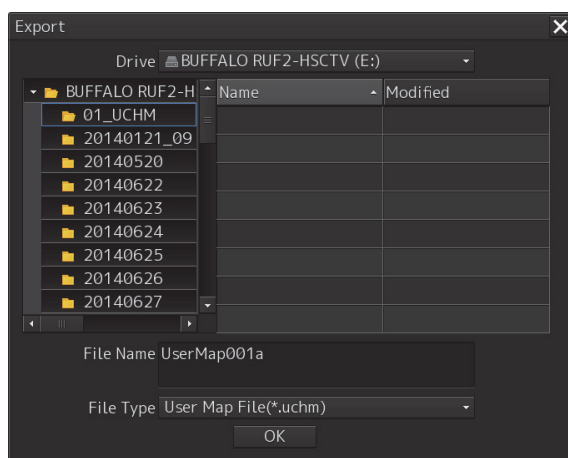 Export
Drive BUFFALO RUF2-HSCTV (E:)
BUFFALO RUF2-H Name Modified
01_UCHM
20140121_09
20140520
20140622
20140623
20140624
20140625
20140626
20140627
File Name UserMap001a
File Type User Map File(*.uchm)
OK